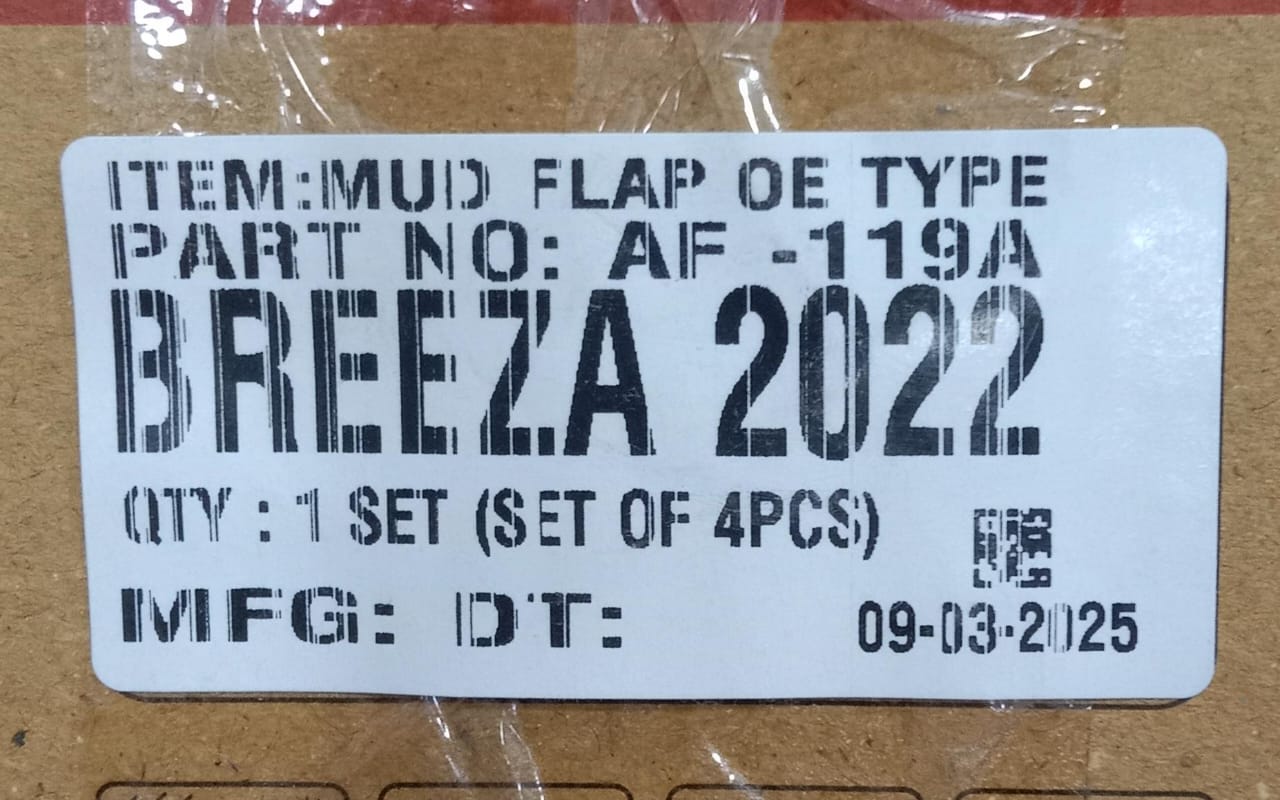 ITEM:MUD FLAP OE TYPE
PART NO: AF -119A
BREEZA 2022
QTY : 1 SET (SET OF 4PCS)
MFG: DT: 09-03-2025